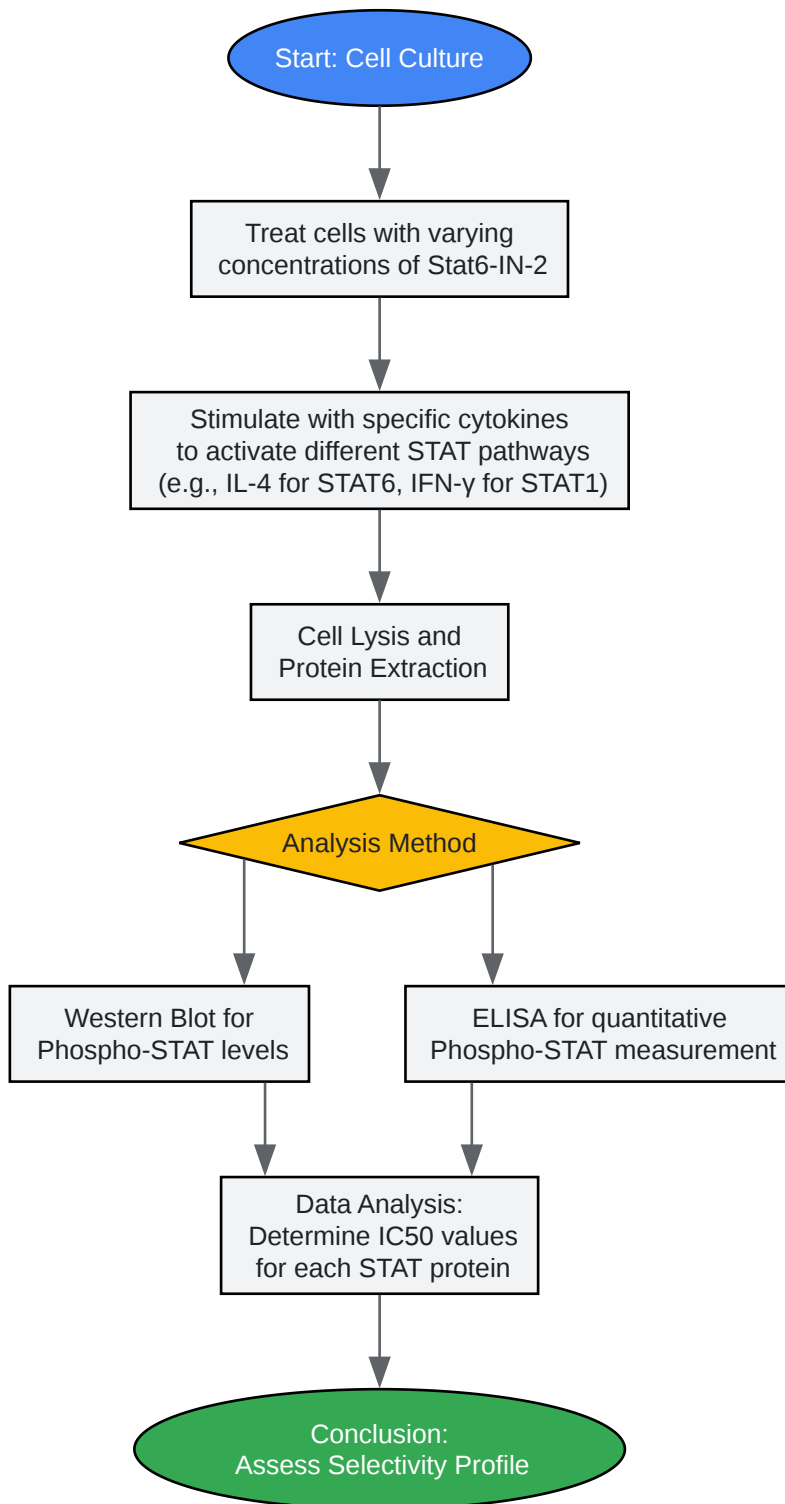 Start: Cell Culture
Treat cells with varying
concentrations of Stat6-IN-2
Stimulate with specific cytokines
to activate different STAT pathways
(e.g., IL-4 for STAT6, IFN-γ for STAT1)
Cell Lysis and
Protein Extraction
Analysis Method
Western Blot for
Phospho-STAT levels
ELISA for quantitative
Phospho-STAT measurement
Data Analysis:
Determine IC50 values
for each STAT protein
Conclusion:
Assess Selectivity Profile